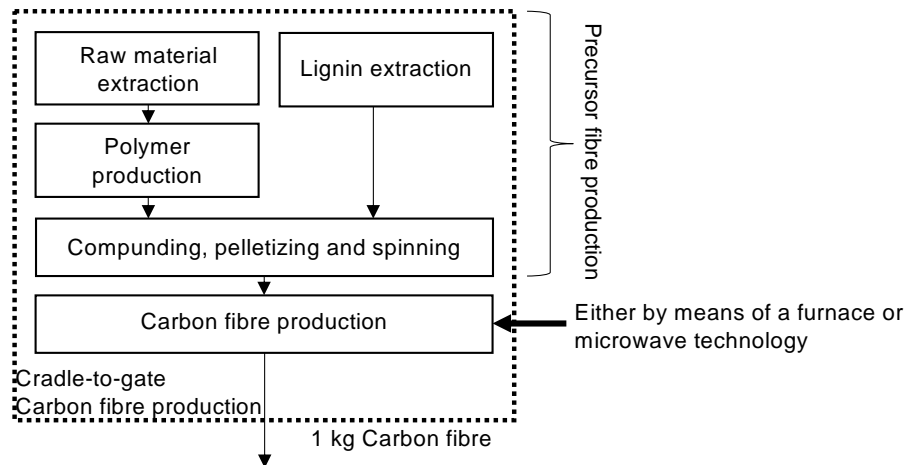 Raw material
extraction
Lignin extraction
Polymer
production
Compunding, pelletizing and spinning
Carbon fibre production
Precursor fibre production
Either by means of a furnace or
microwave technology
Cradle-to-gate
Carbon fibre production
1 kg Carbon fibre